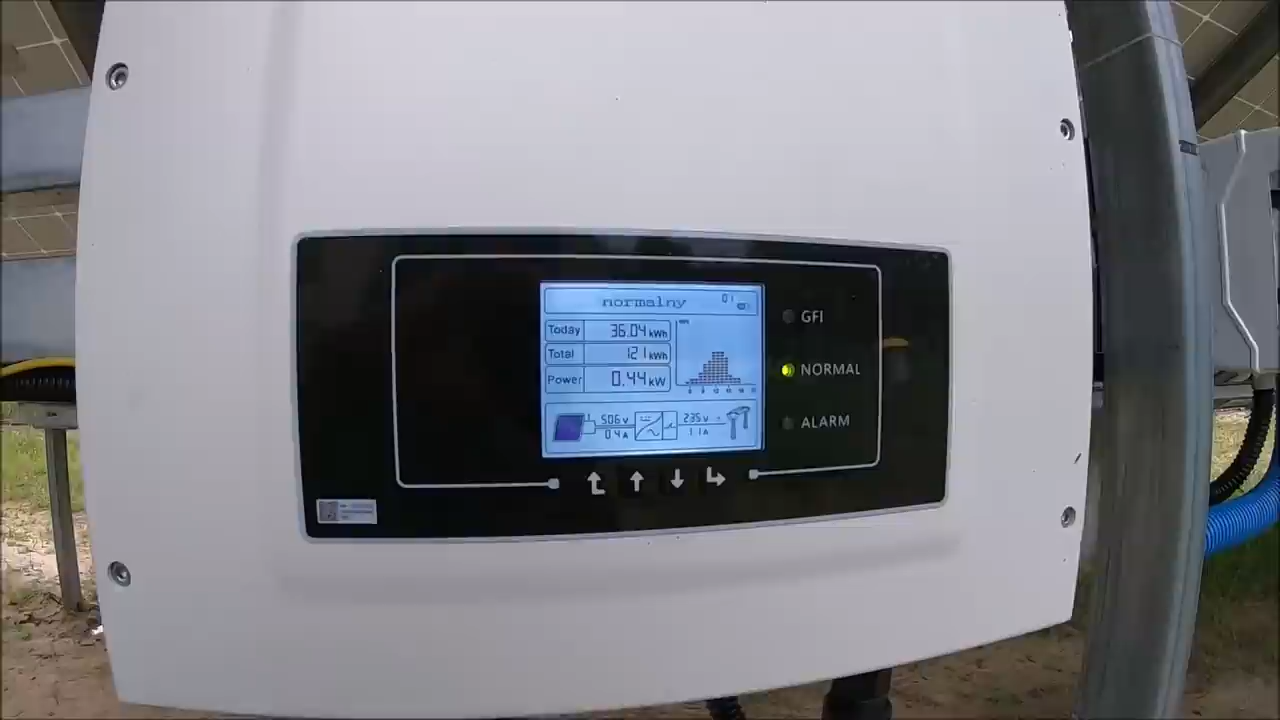 normalny
Today 36.04 kWh
Total 121 kWh
Power 0.44 kW
506 V 235 V
0.4 A 1.1 A
GFI
NORMAL
ALARM